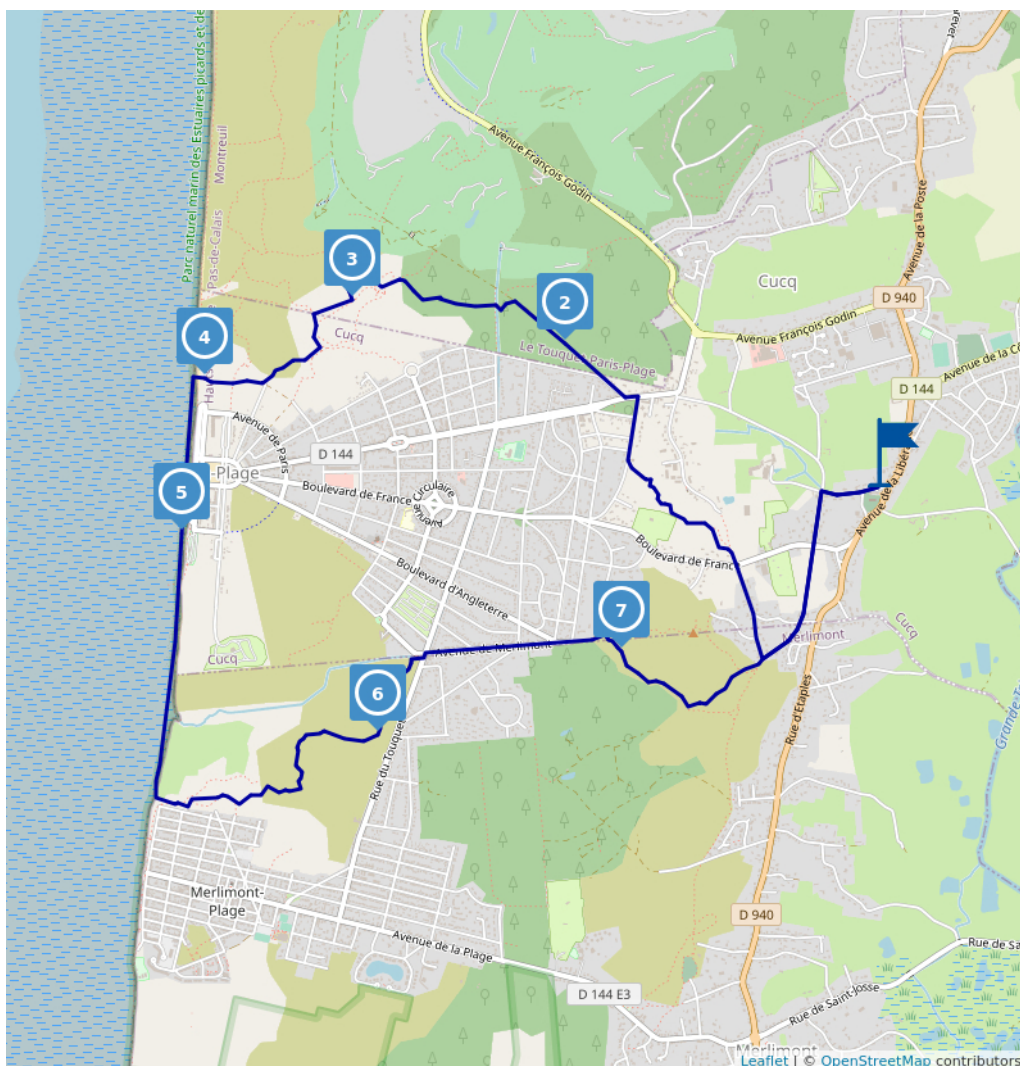 Avenue François Godin
Parc naturel marin des Estuaires picards et de
Montreuil
Pas-de-Calais
Avenue de la Poste
3
Cucq
2
D 940
Avenue François Godin
4
Cucq
Le Touquet-Paris-Plage
Avenue de la C
D 144
Avenue de Paris
D 144
-Plage
5
Boulevard de France
Avenue Circulaire
Avenue de la Libér
Boulevard de France
Boulevard d'Angleterre
7
Cucq
Merlimont
Avenue de Merlimont
Cucq
6
Rue d'Étaples
Grande-T
Rue du Touquet
Merlimont-
Plage
D 940
Avenue de la Plage
Rue de Sa
D 144 E3
Rue de Saint-Josse
Merlimont
Leaflet | © OpenStreetMap contributors